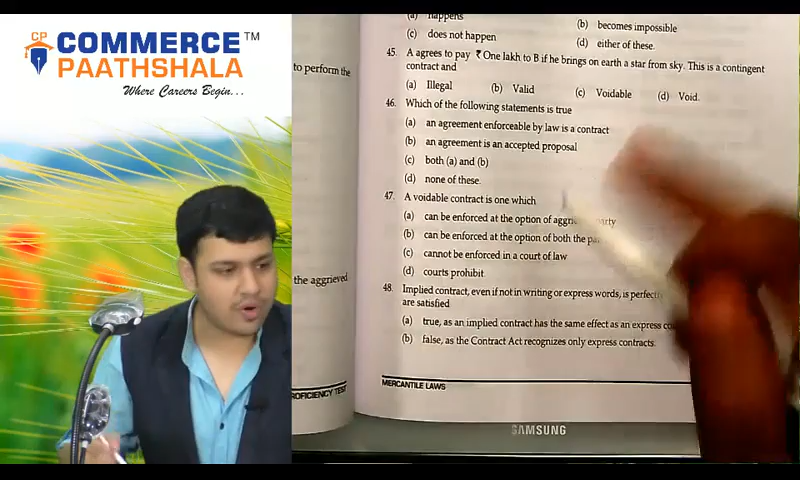 CP
COMMERCE™
PAATHSHALA
Where Careers Begin...
to perform the
the aggrieved
OFICIENCY TEST
(a) happens
(b) becomes impossible
(c) does not happen
(d) either of these.
45. A agrees to pay ₹ One lakh to B if he brings on earth a star from sky. This is a contingent
contract and
(a) Illegal (b) Valid (c) Voidable (d) Void.
46. Which of the following statements is true
(a) an agreement enforceable by law is a contract
(b) an agreement is an accepted proposal
(c) both (a) and (b)
(d) none of these.
47. A voidable contract is one which
(a) can be enforced at the option of party
(b) can be enforced at the option of both the
(c) cannot be enforced in a court of law
(d) courts prohibit.
48. Implied contract, even if not in writing or express words, is
are satisfied
(a) true, as an implied contract has the same effect as an express
(b) false, as the Contract Act recognizes only express contracts.
MERCANTILE LAWS
SAMSUNG